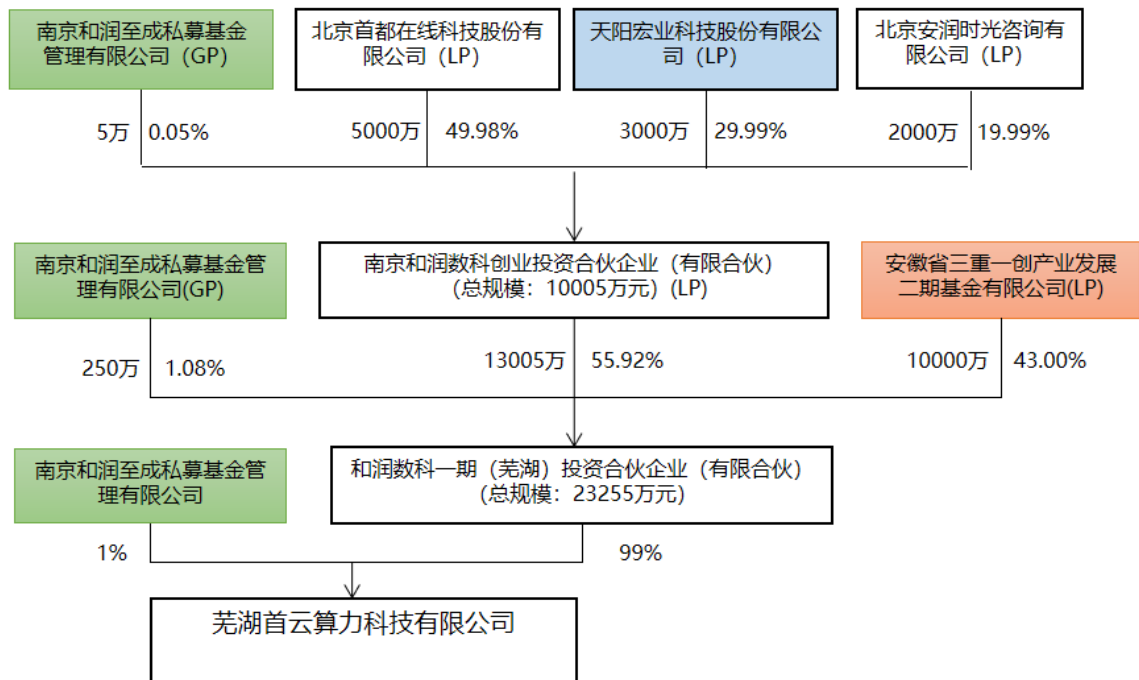 南京和润至成私募基金
管理有限公司（GP）
北京首都在线科技股份有
限公司（LP）
天阳宏业科技股份有限公
司（LP）
北京安润时光咨询有
限公司（LP）
5万 0.05%
5000万 49.98%
3000万 29.99%
2000万 19.99%
南京和润至成私募基金管
理有限公司(GP)
南京和润数科创业投资合伙企业（有限合伙）
（总规模：10005万元）(LP)
安徽省三重一创产业发展
二期基金有限公司(LP)
250万 1.08%
13005万 55.92%
10000万 43.00%
南京和润至成私募基金管
理有限公司
和润数科一期（芜湖）投资合伙企业（有限合伙）
（总规模：23255万元）
1%
99%
芜湖首云算力科技有限公司